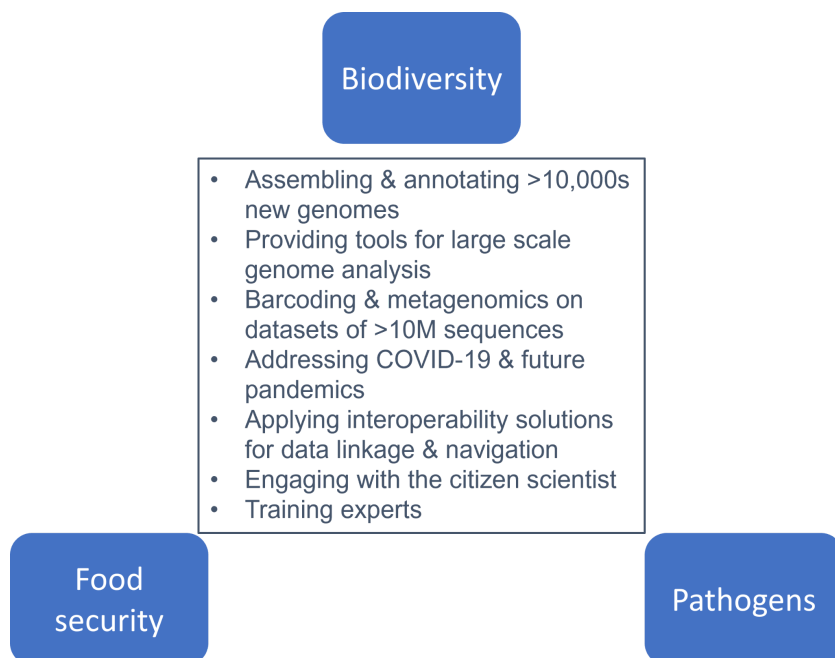 Biodiversity
• Assembling & annotating >10,000s
new genomes
• Providing tools for large scale
genome analysis
• Barcoding & metagenomics on
datasets of >10M sequences
• Addressing COVID-19 & future
pandemics
• Applying interoperability solutions
for data linkage & navigation
• Engaging with the citizen scientist
• Training experts
Food
security
Pathogens